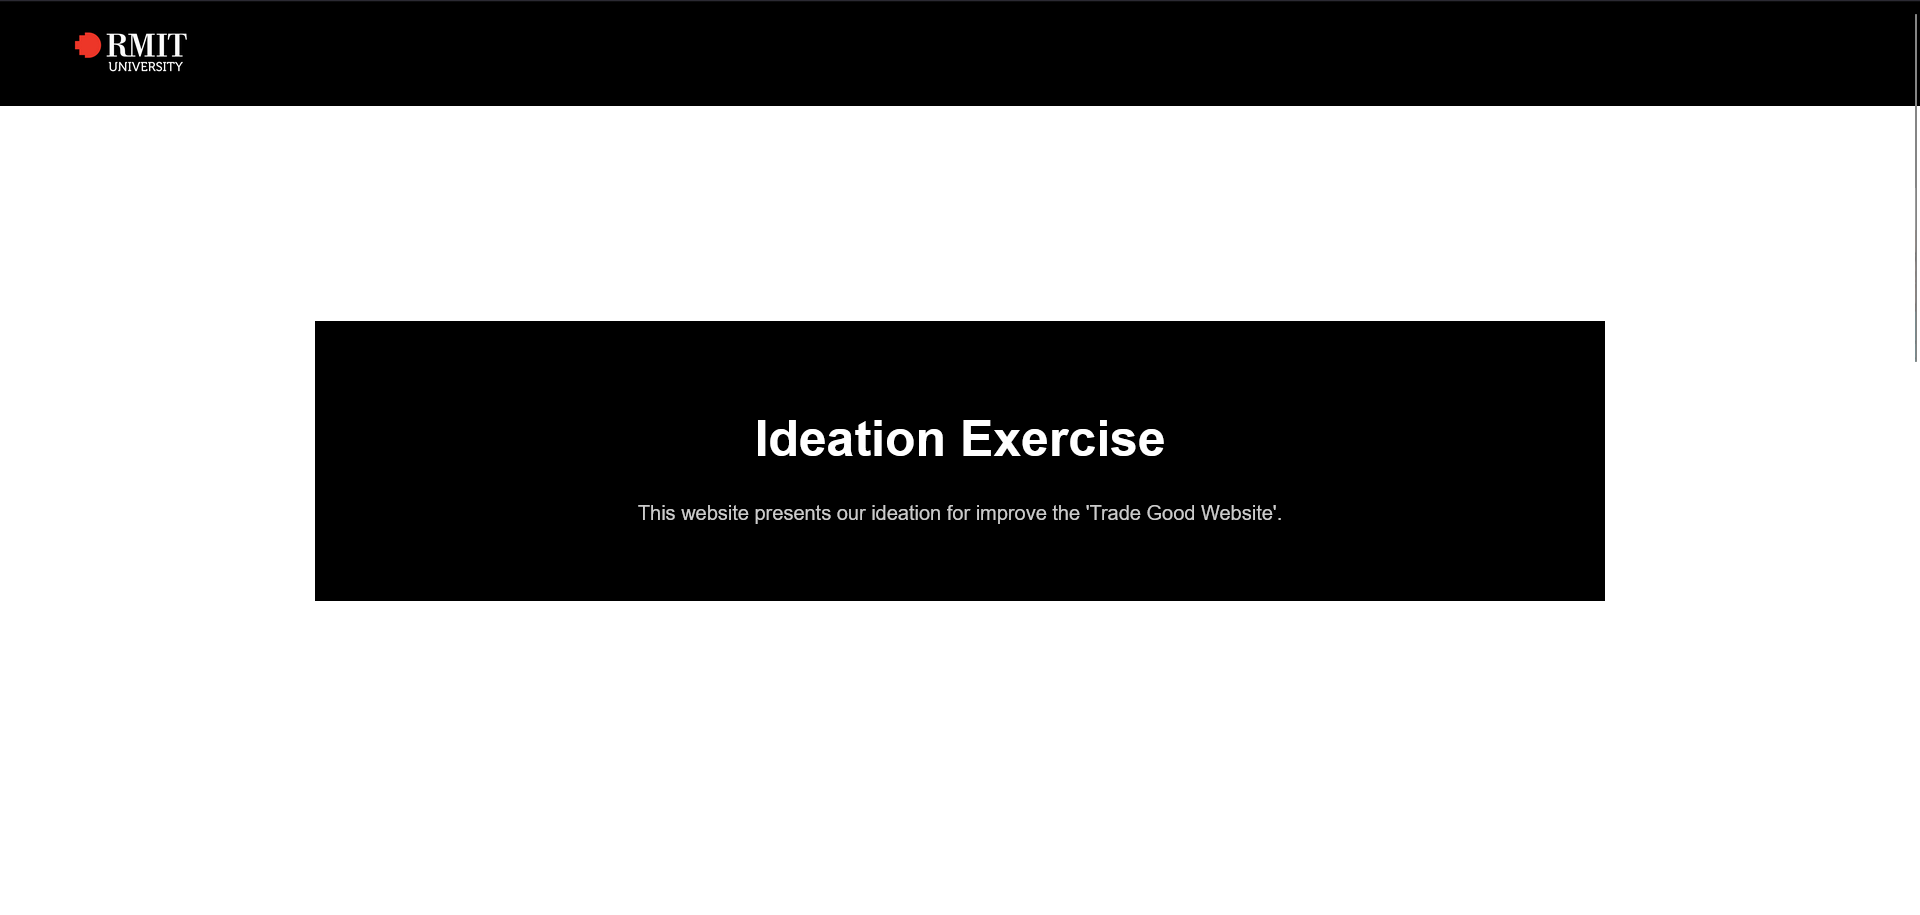 RMIT
UNIVERSITY
Ideation Exercise
This website presents our ideation for improve the 'Trade Good Website'.